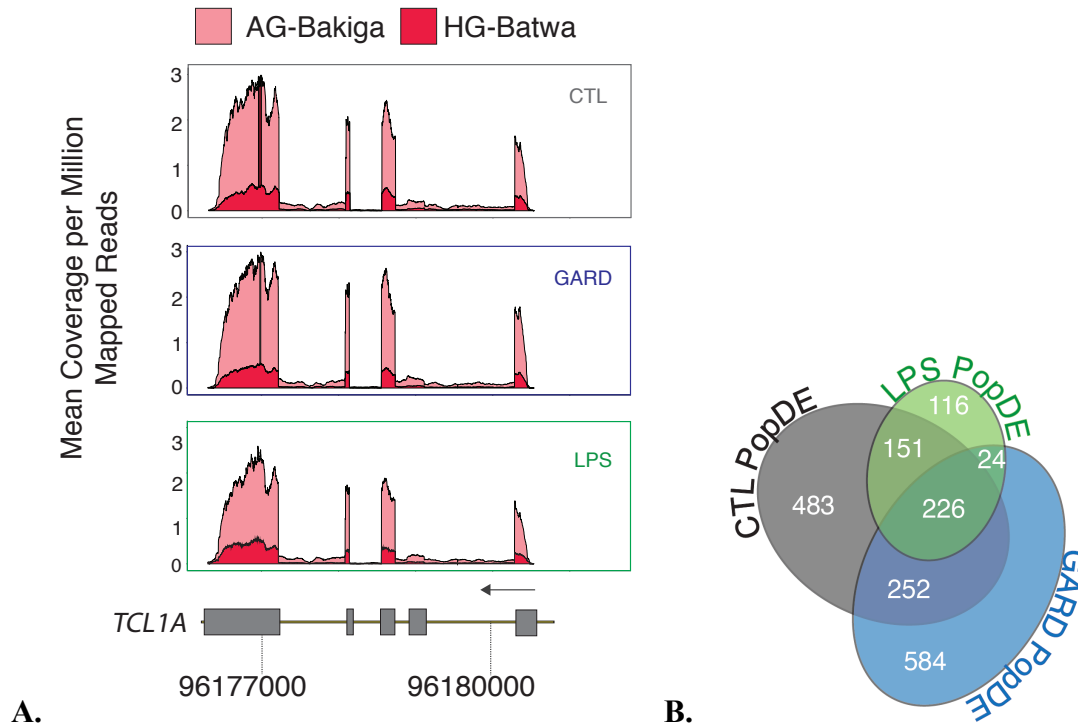 AG-Bakiga HG-Batwa
Mean Coverage per Million
Mapped Reads
3
2
1
0
CTL
3
2
1
0
GARD
3
2
1
0
LPS
TCL1A
96177000 96180000
A.
CTL PopDE
LPS PopDE
GARD PopDE
116
151
24
483
226
252
584
B.